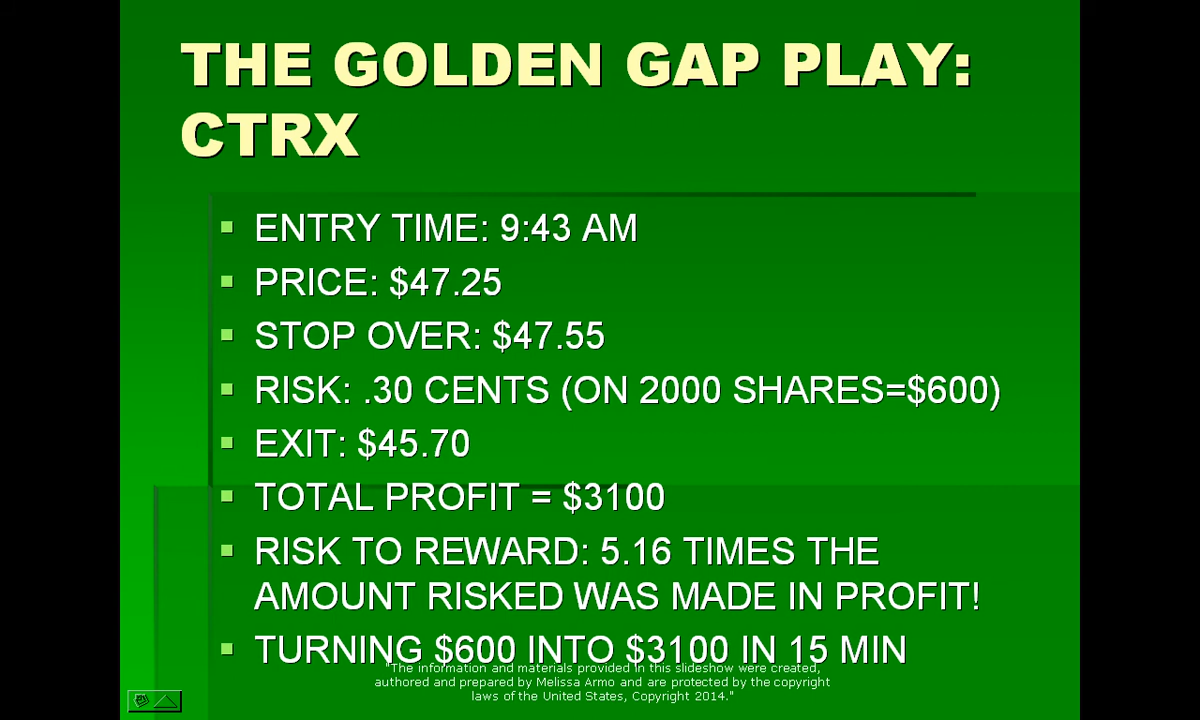 THE GOLDEN GAP PLAY:
CTRX
ENTRY TIME: 9:43 AM
PRICE: $47.25
STOP OVER: $47.55
RISK: .30 CENTS (ON 2000 SHARES=$600)
EXIT: $45.70
TOTAL PROFIT = $3100
RISK TO REWARD: 5.16 TIMES THE
AMOUNT RISKED WAS MADE IN PROFIT!
TURNING $600 INTO $3100 IN 15 MIN
"The information and materials provided in this slideshow were created,
authored and prepared by Melissa Armo and are protected by the copyright
laws of the United States, Copyright 2014."